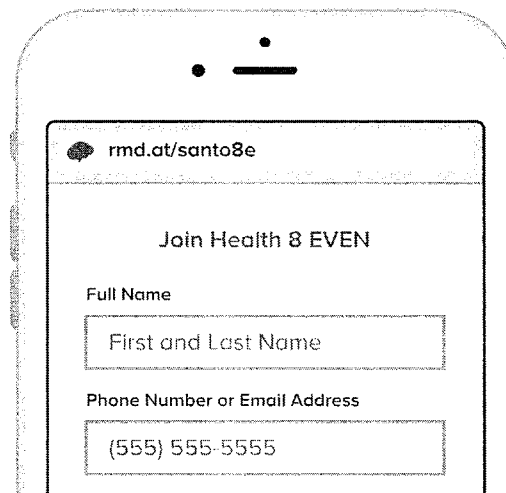 rmd.at/santo8e
Join Health 8 EVEN
Full Name
First and Last Name
Phone Number or Email Address
(555) 555-5555